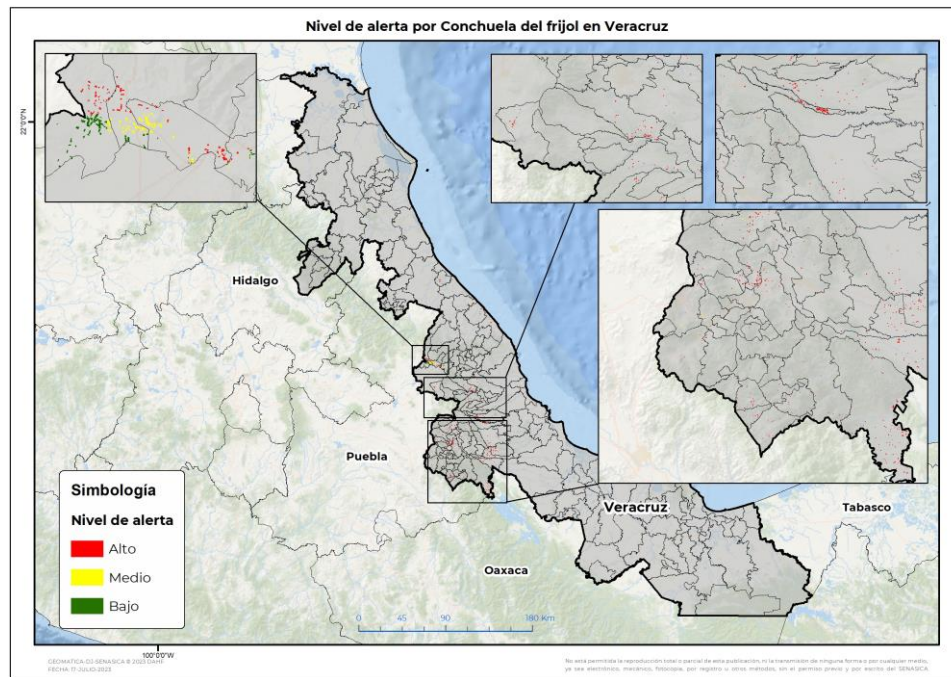 Nivel de alerta por Conchuela del frijol en Veracruz
22°0'0"N
Hidalgo
Puebla
Veracruz
Tabasco
Oaxaca
Simbología
Nivel de alerta
Alto
Medio
Bajo
0 45 90 180 Km
100°0'0"W
GEOMATICA-DJ-SENASICA © 2023 DAHF
FECHA: 17-JULIO-2023
No está permitida la reproducción total o parcial de esta publicación, ni la transmisión de ninguna forma o por cualquier medio,
ya sea electrónico, mecánico, fotocopia, por registro u otros métodos, sin el permiso previo y por escrito del SENASICA.